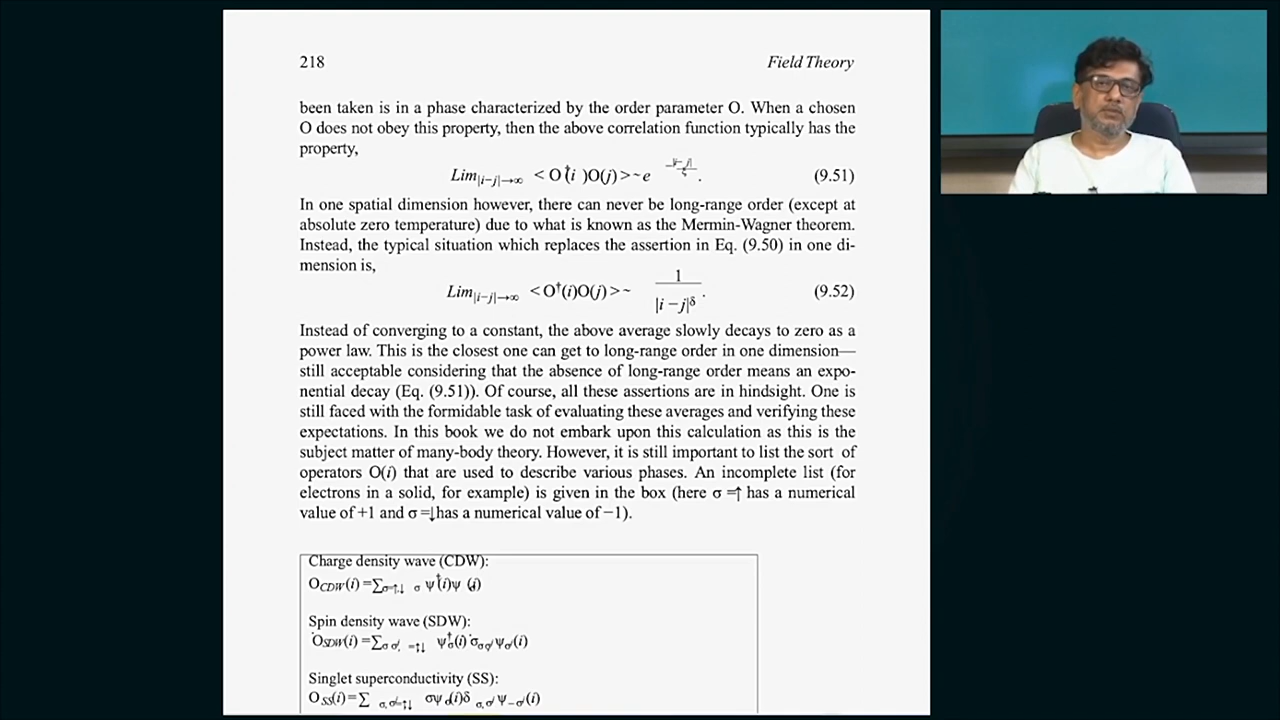 218 Field Theory
been taken is in a phase characterized by the order parameter O. When a chosen
O does not obey this property, then the above correlation function typically has the
property,
Lim|i−j|→∞ < O†(i )O(j) > ~ e^−|i−j|/ξ . (9.51)
In one spatial dimension however, there can never be long-range order (except at
absolute zero temperature) due to what is known as the Mermin-Wagner theorem.
Instead, the typical situation which replaces the assertion in Eq. (9.50) in one di-
mension is,
Lim|i−j|→∞ < O†(i)O(j) > ~ 1/|i − j|^δ . (9.52)
Instead of converging to a constant, the above average slowly decays to zero as a
power law. This is the closest one can get to long-range order in one dimension—
still acceptable considering that the absence of long-range order means an expo-
nential decay (Eq. (9.51)). Of course, all these assertions are in hindsight. One is
still faced with the formidable task of evaluating these averages and verifying these
expectations. In this book we do not embark upon this calculation as this is the
subject matter of many-body theory. However, it is still important to list the sort of
operators O(i) that are used to describe various phases. An incomplete list (for
electrons in a solid, for example) is given in the box (here σ =↑ has a numerical
value of +1 and σ =↓ has a numerical value of −1).
Charge density wave (CDW):
O_CDW(i) = ∑σ=↑,↓ σ ψ†(i)ψ (i)
Spin density wave (SDW):
O_SDW(i) = ∑σ,σ′ =↑↓ ψ†σ(i) σσσ′ ψσ′(i)
Singlet superconductivity (SS):
O_SS(i) = ∑ σ,σ′=↑↓ σψσ(i)δ σ,σ′ ψ−σ′(i)